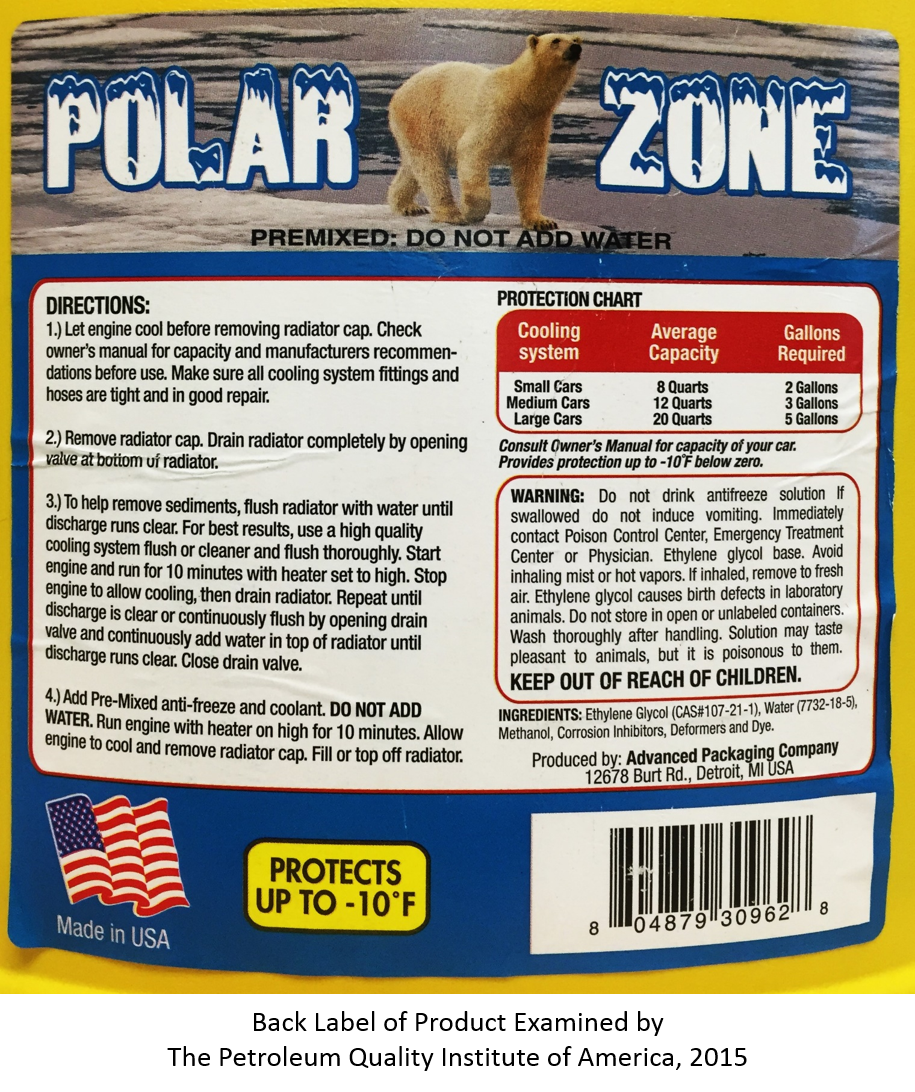 POLAR ZONE
PREMIXED: DO NOT ADD WATER
DIRECTIONS:
1.) Let engine cool before removing radiator cap. Check
owner's manual for capacity and manufacturers recommen-
dations before use. Make sure all cooling system fittings and
hoses are tight and in good repair.
2.) Remove radiator cap. Drain radiator completely by opening
valve at bottom of radiator.
3.) To help remove sediments, flush radiator with water until
discharge runs clear. For best results, use a high quality
cooling system flush or cleaner and flush thoroughly. Start
engine and run for 10 minutes with heater set to high. Stop
engine to allow cooling, then drain radiator. Repeat until
discharge is clear or continuously flush by opening drain
valve and continuously add water in top of radiator until
discharge runs clear. Close drain valve.
4.) Add Pre-Mixed anti-freeze and coolant. DO NOT ADD
WATER. Run engine with heater on high for 10 minutes. Allow
engine to cool and remove radiator cap. Fill or top off radiator.
PROTECTION CHART
Cooling system Average Capacity Gallons Required
Small Cars 8 Quarts 2 Gallons
Medium Cars 12 Quarts 3 Gallons
Large Cars 20 Quarts 5 Gallons
Consult Owner's Manual for capacity of your car.
Provides protection up to -10°F below zero.
WARNING: Do not drink antifreeze solution If
swallowed do not induce vomiting. Immediately
contact Poison Control Center, Emergency Treatment
Center or Physician. Ethylene glycol base. Avoid
inhaling mist or hot vapors. If inhaled, remove to fresh
air. Ethylene glycol causes birth defects in laboratory
animals. Do not store in open or unlabeled containers.
Wash thoroughly after handling. Solution may taste
pleasant to animals, but it is poisonous to them.
KEEP OUT OF REACH OF CHILDREN.
INGREDIENTS: Ethylene Glycol (CAS#107-21-1), Water (7732-18-5),
Methanol, Corrosion Inhibitors, Deformers and Dye.
Produced by: Advanced Packaging Company
12678 Burt Rd., Detroit, MI USA
Made in USA
PROTECTS
UP TO -10°F
8 04879 30962 8
Back Label of Product Examined by
The Petroleum Quality Institute of America, 2015